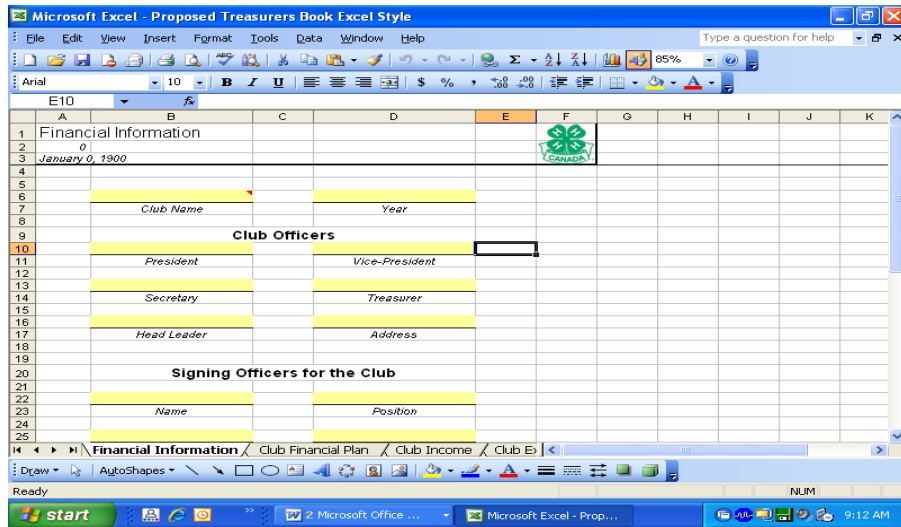 Microsoft Excel - Proposed Treasurers Book Excel Style
File Edit View Insert Format Tools Data Window Help Type a question for help
85%
Arial 10 B I U $ % ,
E10 fx
A B C D E F G H I J K
1 Financial Information
2 0
3 January 0, 1900
CANADA
4
5
6
7 Club Name Year
8
9 Club Officers
10
11 President Vice-President
12
13
14 Secretary Treasurer
15
16
17 Head Leader Address
18
19
20 Signing Officers for the Club
21
22
23 Name Position
24
25
Financial Information Club Financial Plan Club Income Club E
Draw AutoShapes
Ready NUM
start 2 Microsoft Office ... Microsoft Excel - Prop... 9:12 AM